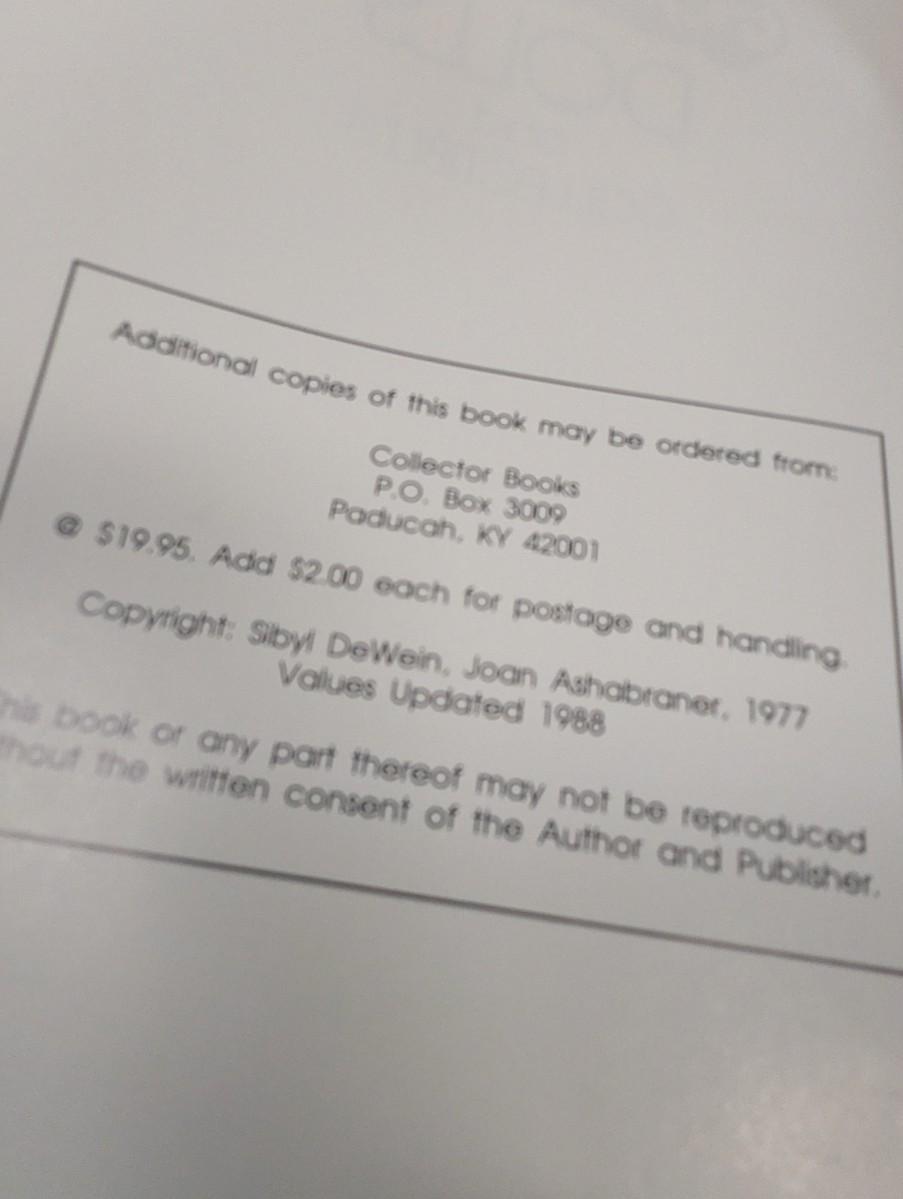 Additional copies of this book may be ordered from:
Collector Books
P.O. Box 3009
Paducah, KY 42001
@ $19.95. Add $2.00 each for postage and handling.
Copyright: Sibyl DeWein, Joan Ashabraner, 1977
Values Updated 1988
his book or any part thereof may not be reproduced
thout the written consent of the Author and Publisher.